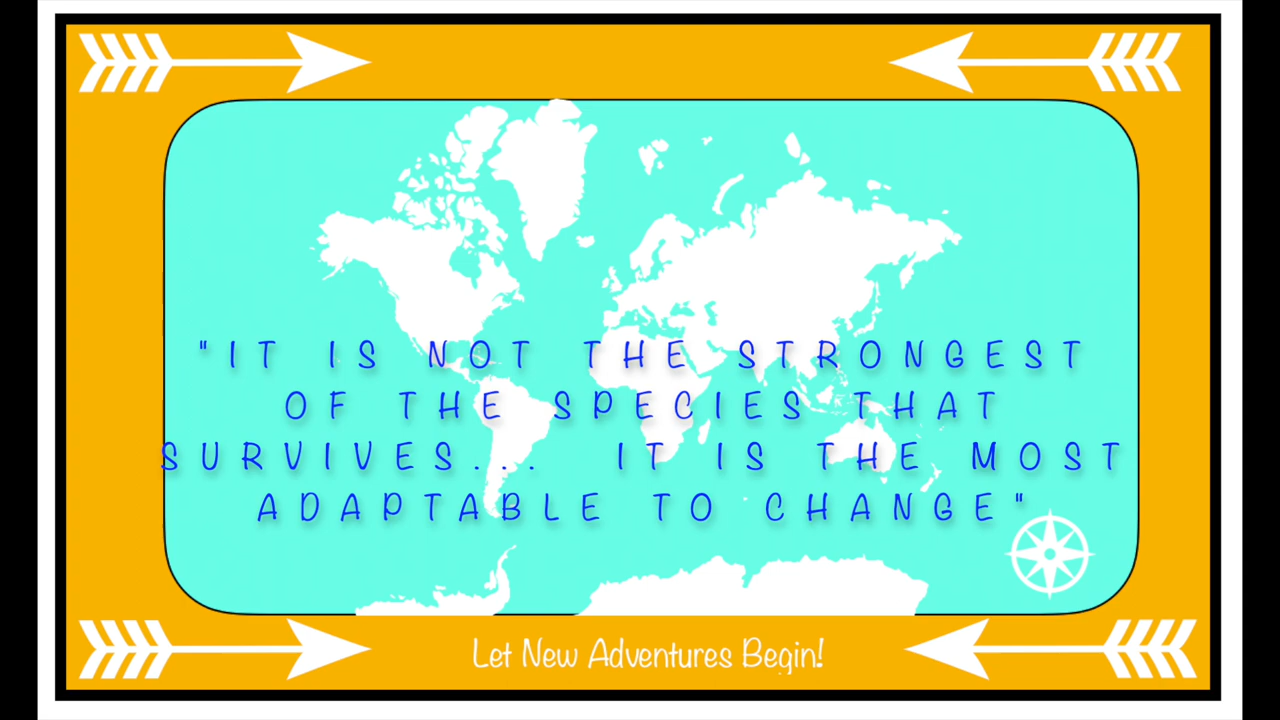 "IT IS NOT THE STRONGEST
OF THE SPECIES THAT
SURVIVES... IT IS THE MOST
ADAPTABLE TO CHANGE"
Let New Adventures Begin!